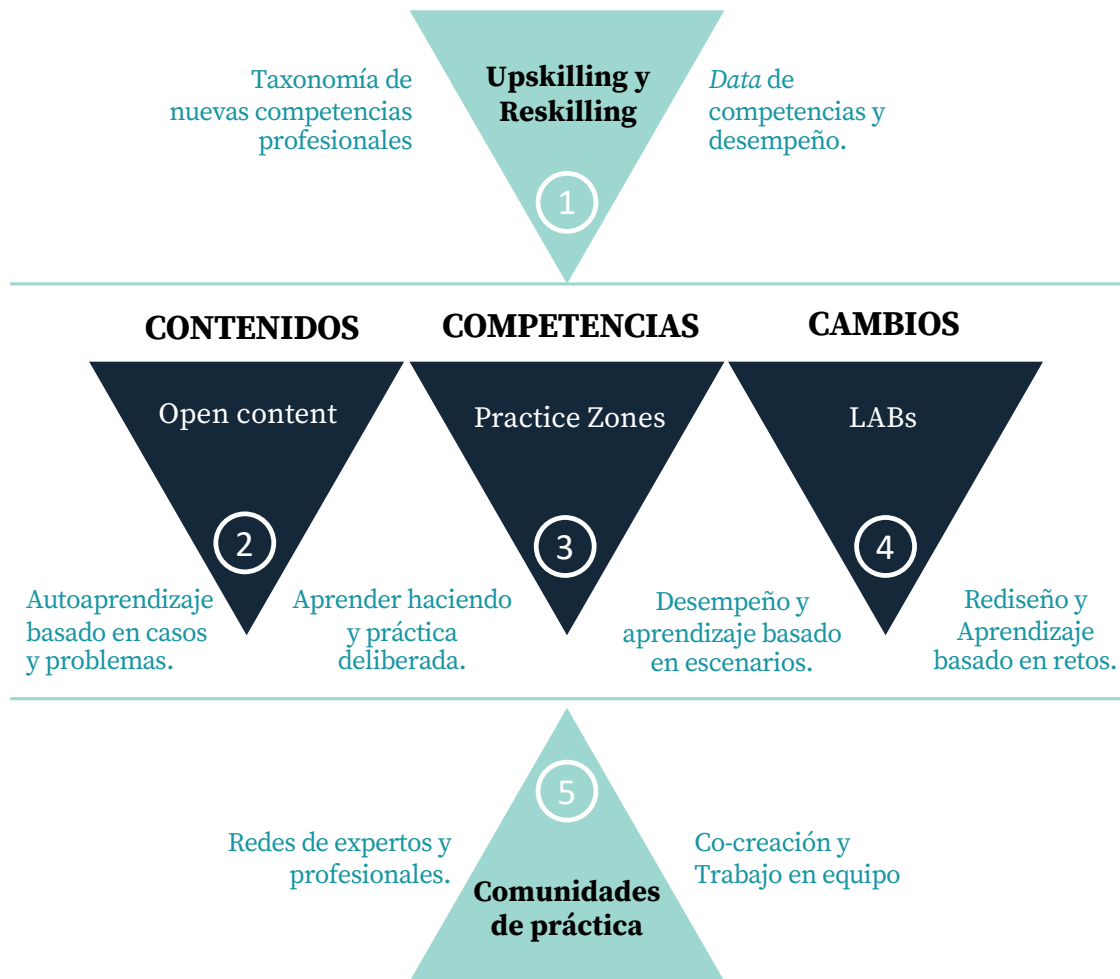 Taxonomía de
nuevas competencias
profesionales
Upskilling y
Reskilling
1
Data de
competencias y
desempeño.
CONTENIDOS
COMPETENCIAS
CAMBIOS
Open content
2
Practice Zones
3
LABs
4
Autoaprendizaje
basado en casos
y problemas.
Aprender haciendo
y práctica
deliberada.
Desempeño y
aprendizaje basado
en escenarios.
Rediseño y
Aprendizaje
basado en retos.
5
Redes de expertos y
profesionales.
Comunidades
de práctica
Co-creación y
Trabajo en equipo